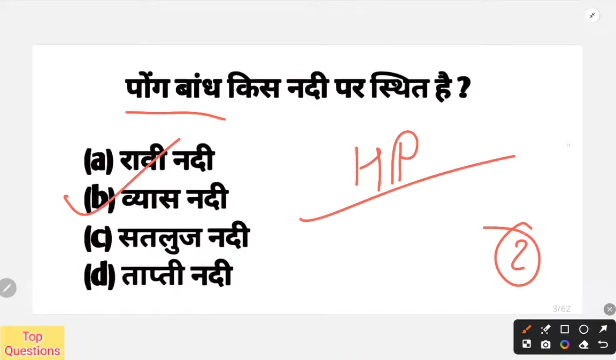 पोंग बांध किस नदी पर स्थित है ?
(a) रावी नदी
(b) व्यास नदी
(c) सतलुज नदी
(d) ताप्ती नदी
HP
2
3/62
Top
Questions